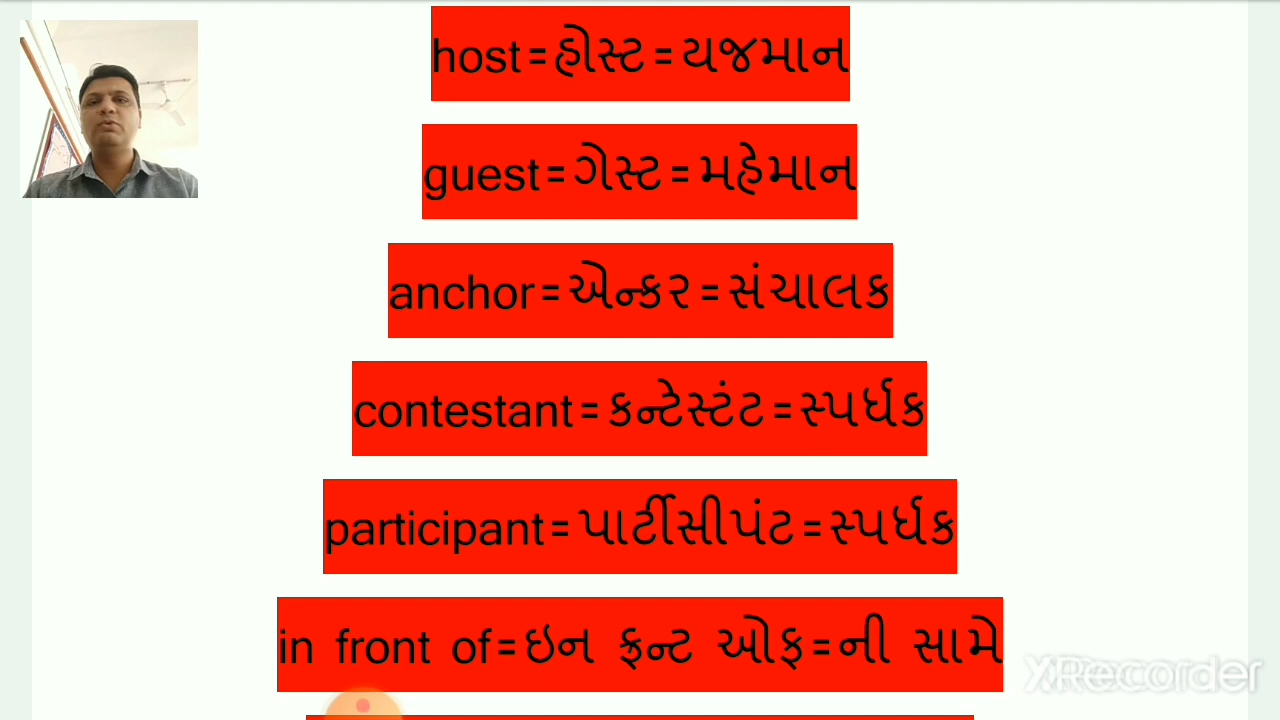 host=હોસ્ટ=યજમાન
guest=ગેસ્ટ=મહેમાન
anchor=એન્કર=સંચાલક
contestant=કન્ટેસ્ટંટ=સ્પર્ધક
participant=પાર્ટીસીપંટ=સ્પર્ધક
in front of=ઇન ફ્રન્ટ ઓફ=ની સામે
XRecorder